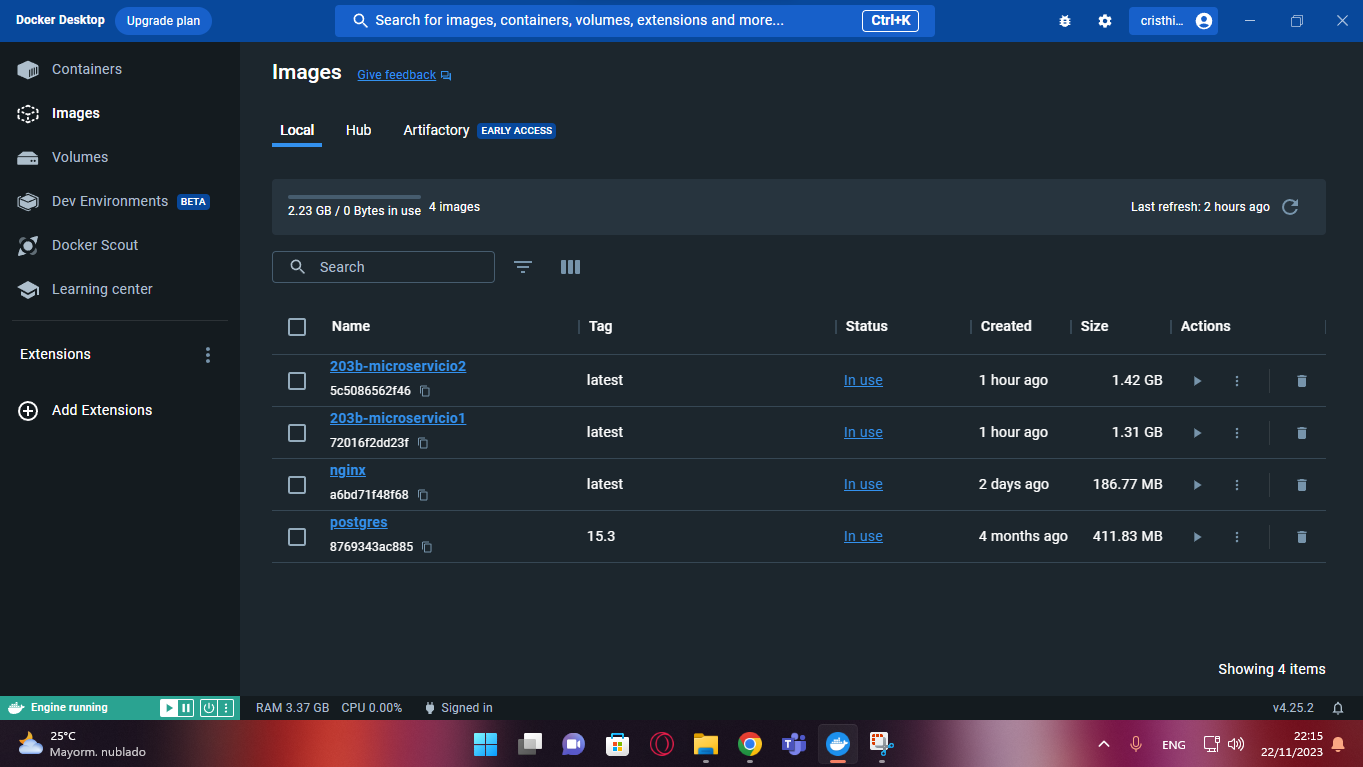 Docker Desktop Upgrade plan Search for images, containers, volumes, extensions and more... Ctrl+K cristhi...
Containers
Images
Volumes
Dev Environments BETA
Docker Scout
Learning center
Extensions
Add Extensions
Images Give feedback
Local Hub Artifactory EARLY ACCESS
2.23 GB / 0 Bytes in use 4 images Last refresh: 2 hours ago
Search
Name Tag Status Created Size Actions
203b-microservicio2
5c5086562f46
latest In use 1 hour ago 1.42 GB
203b-microservicio1
72016f2dd23f
latest In use 1 hour ago 1.31 GB
nginx
a6bd71f48f68
latest In use 2 days ago 186.77 MB
postgres
8769343ac885
15.3 In use 4 months ago 411.83 MB
Showing 4 items
Engine running RAM 3.37 GB CPU 0.00% Signed in v4.25.2
25°C
Mayorm. nublado
ENG
22:15
22/11/2023